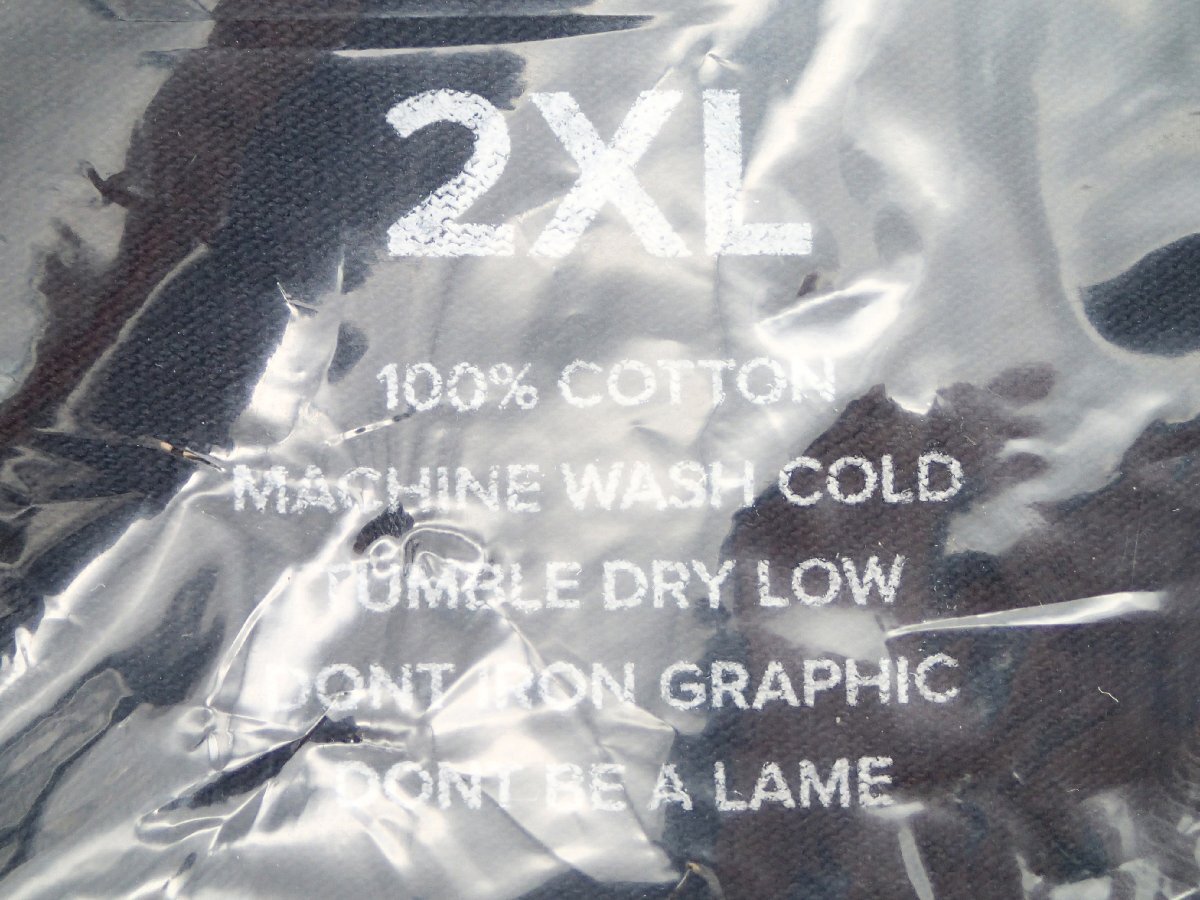 2XL
100% COTTON
MACHINE WASH COLD
TUMBLE DRY LOW
DONT IRON GRAPHIC
DONT BE A LAME